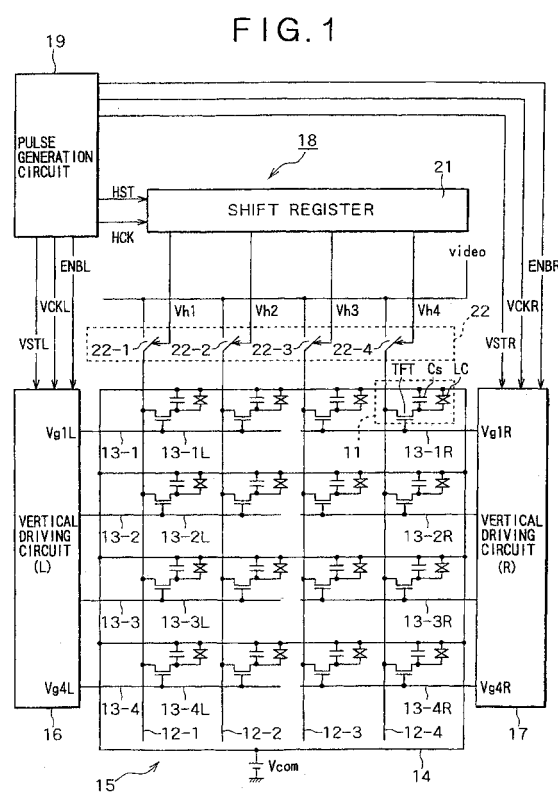 FIG.1
19
PULSE
GENERATION
CIRCUIT
18
21
HST
SHIFT REGISTER
HCK
video
ENBL
ENBR
VCKL
VCKR
VSTL
VSTR
Vh1 Vh2 Vh3 Vh4
22
22-1 22-2 22-3 22-4
TFT Cs LC
11
Vg1L Vg1R
13-1 13-1L 13-1R
13-2 13-2L 13-2R
VERTICAL
DRIVING
CIRCUIT
(L)
VERTICAL
DRIVING
CIRCUIT
(R)
13-3 13-3L 13-3R
Vg4L Vg4R
13-4 13-4L 13-4R
16 12-1 12-2 12-3 12-4 17
15 Vcom 14